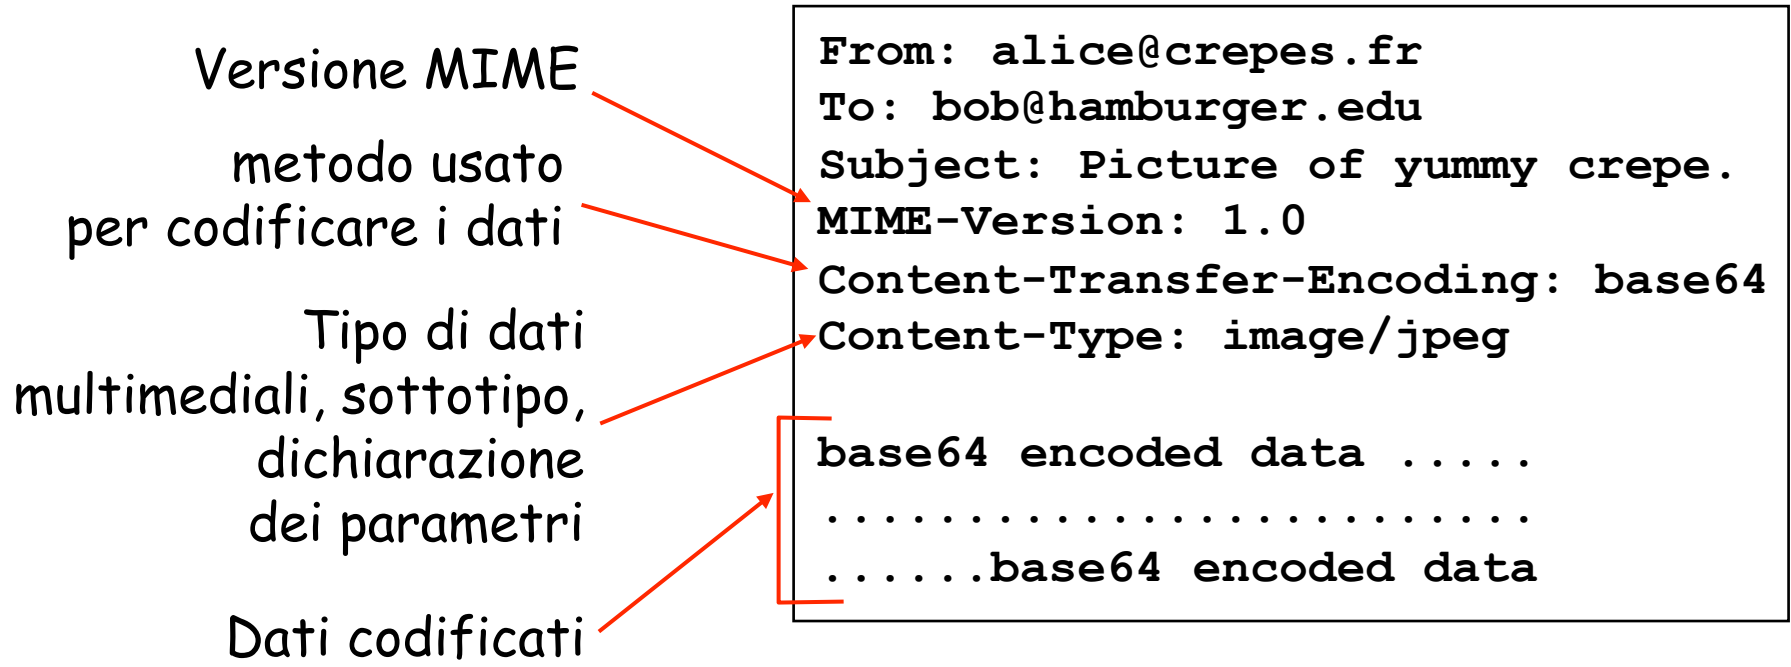 Versione MIME
metodo usato
per codificare i dati
Tipo di dati
multimediali, sottotipo,
dichiarazione
dei parametri
Dati codificati
From: alice@crepes.fr
To: bob@hamburger.edu
Subject: Picture of yummy crepe.
MIME-Version: 1.0
Content-Transfer-Encoding: base64
Content-Type: image/jpeg
base64 encoded data .....
.........................
......base64 encoded data